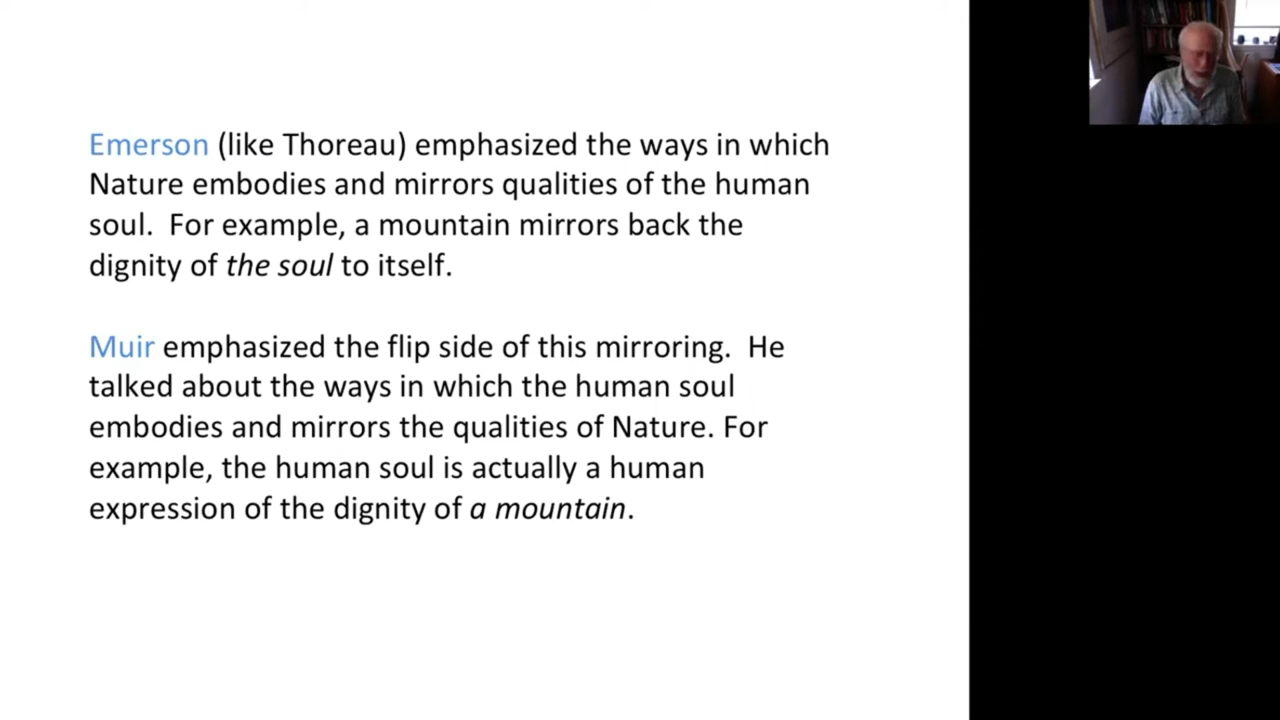 Emerson (like Thoreau) emphasized the ways in which
Nature embodies and mirrors qualities of the human
soul.  For example, a mountain mirrors back the
dignity of the soul to itself.
Muir emphasized the flip side of this mirroring.  He
talked about the ways in which the human soul
embodies and mirrors the qualities of Nature. For
example, the human soul is actually a human
expression of the dignity of a mountain.